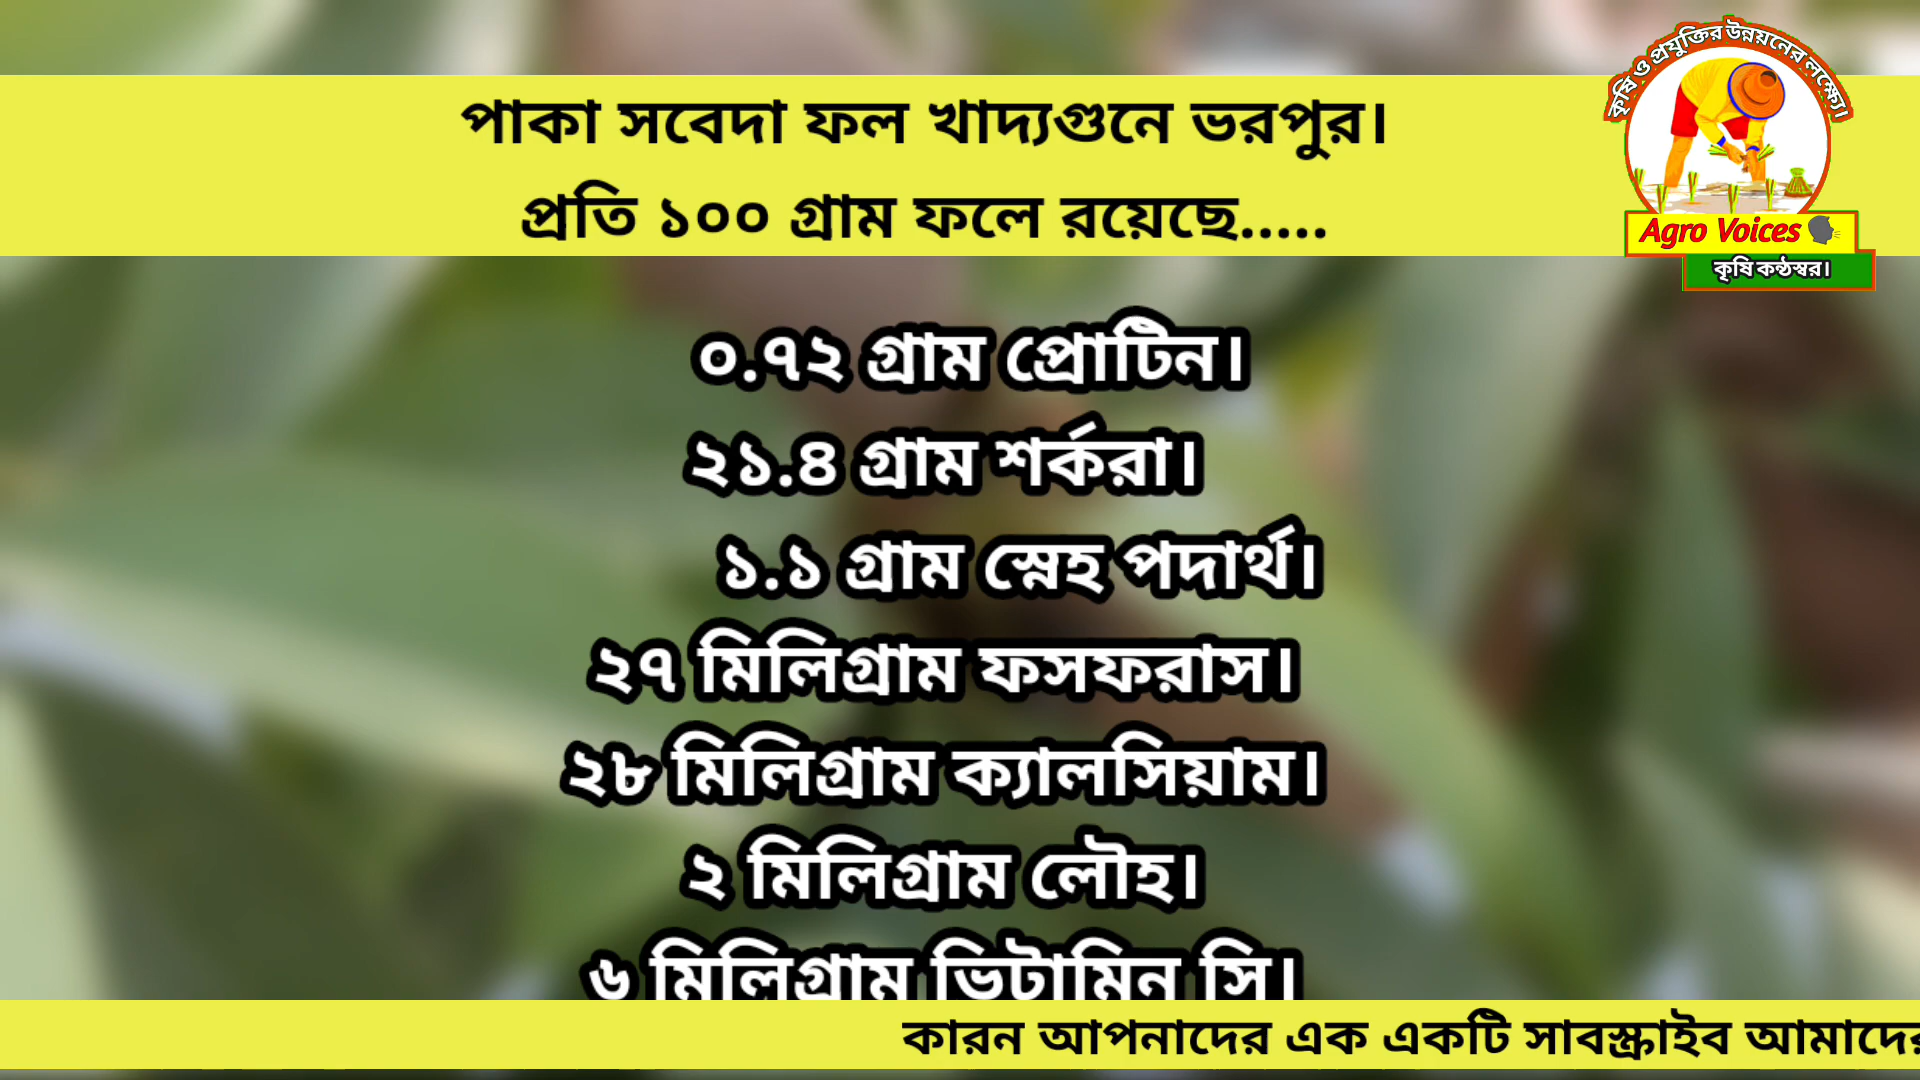 পাকা সবেদা ফল খাদ্যগুনে ভরপুর।
প্রতি ১০০ গ্রাম ফলে রয়েছে.....
কৃষি ও প্রযুক্তির উন্নয়নের লক্ষ্যে।
Agro Voices
কৃষি কন্ঠস্বর।
০.৭২ গ্রাম প্রোটিন।
২১.৪ গ্রাম শর্করা।
১.১ গ্রাম স্নেহ পদার্থ।
২৭ মিলিগ্রাম ফসফরাস।
২৮ মিলিগ্রাম ক্যালসিয়াম।
২ মিলিগ্রাম লৌহ।
৬ মিলিগ্রাম ভিটামিন সি।
কারন আপনাদের এক একটি সাবস্ক্রাইব আমাদের